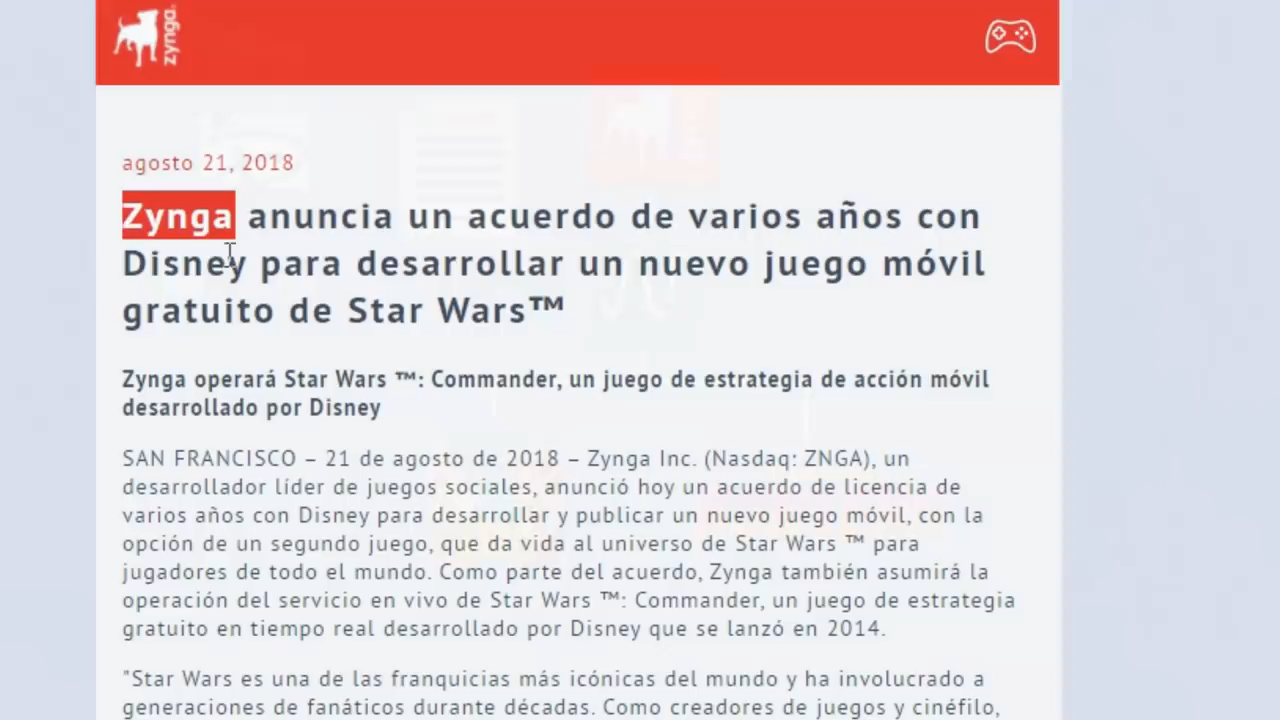 zynga
agosto 21, 2018
Zynga anuncia un acuerdo de varios años con
Disney para desarrollar un nuevo juego móvil
gratuito de Star Wars™
Zynga operará Star Wars ™: Commander, un juego de estrategia de acción móvil
desarrollado por Disney
SAN FRANCISCO – 21 de agosto de 2018 – Zynga Inc. (Nasdaq: ZNGA), un
desarrollador líder de juegos sociales, anunció hoy un acuerdo de licencia de
varios años con Disney para desarrollar y publicar un nuevo juego móvil, con la
opción de un segundo juego, que da vida al universo de Star Wars ™ para
jugadores de todo el mundo. Como parte del acuerdo, Zynga también asumirá la
operación del servicio en vivo de Star Wars ™: Commander, un juego de estrategia
gratuito en tiempo real desarrollado por Disney que se lanzó en 2014.
"Star Wars es una de las franquicias más icónicas del mundo y ha involucrado a
generaciones de fanáticos durante décadas. Como creadores de juegos y cinéfilo,